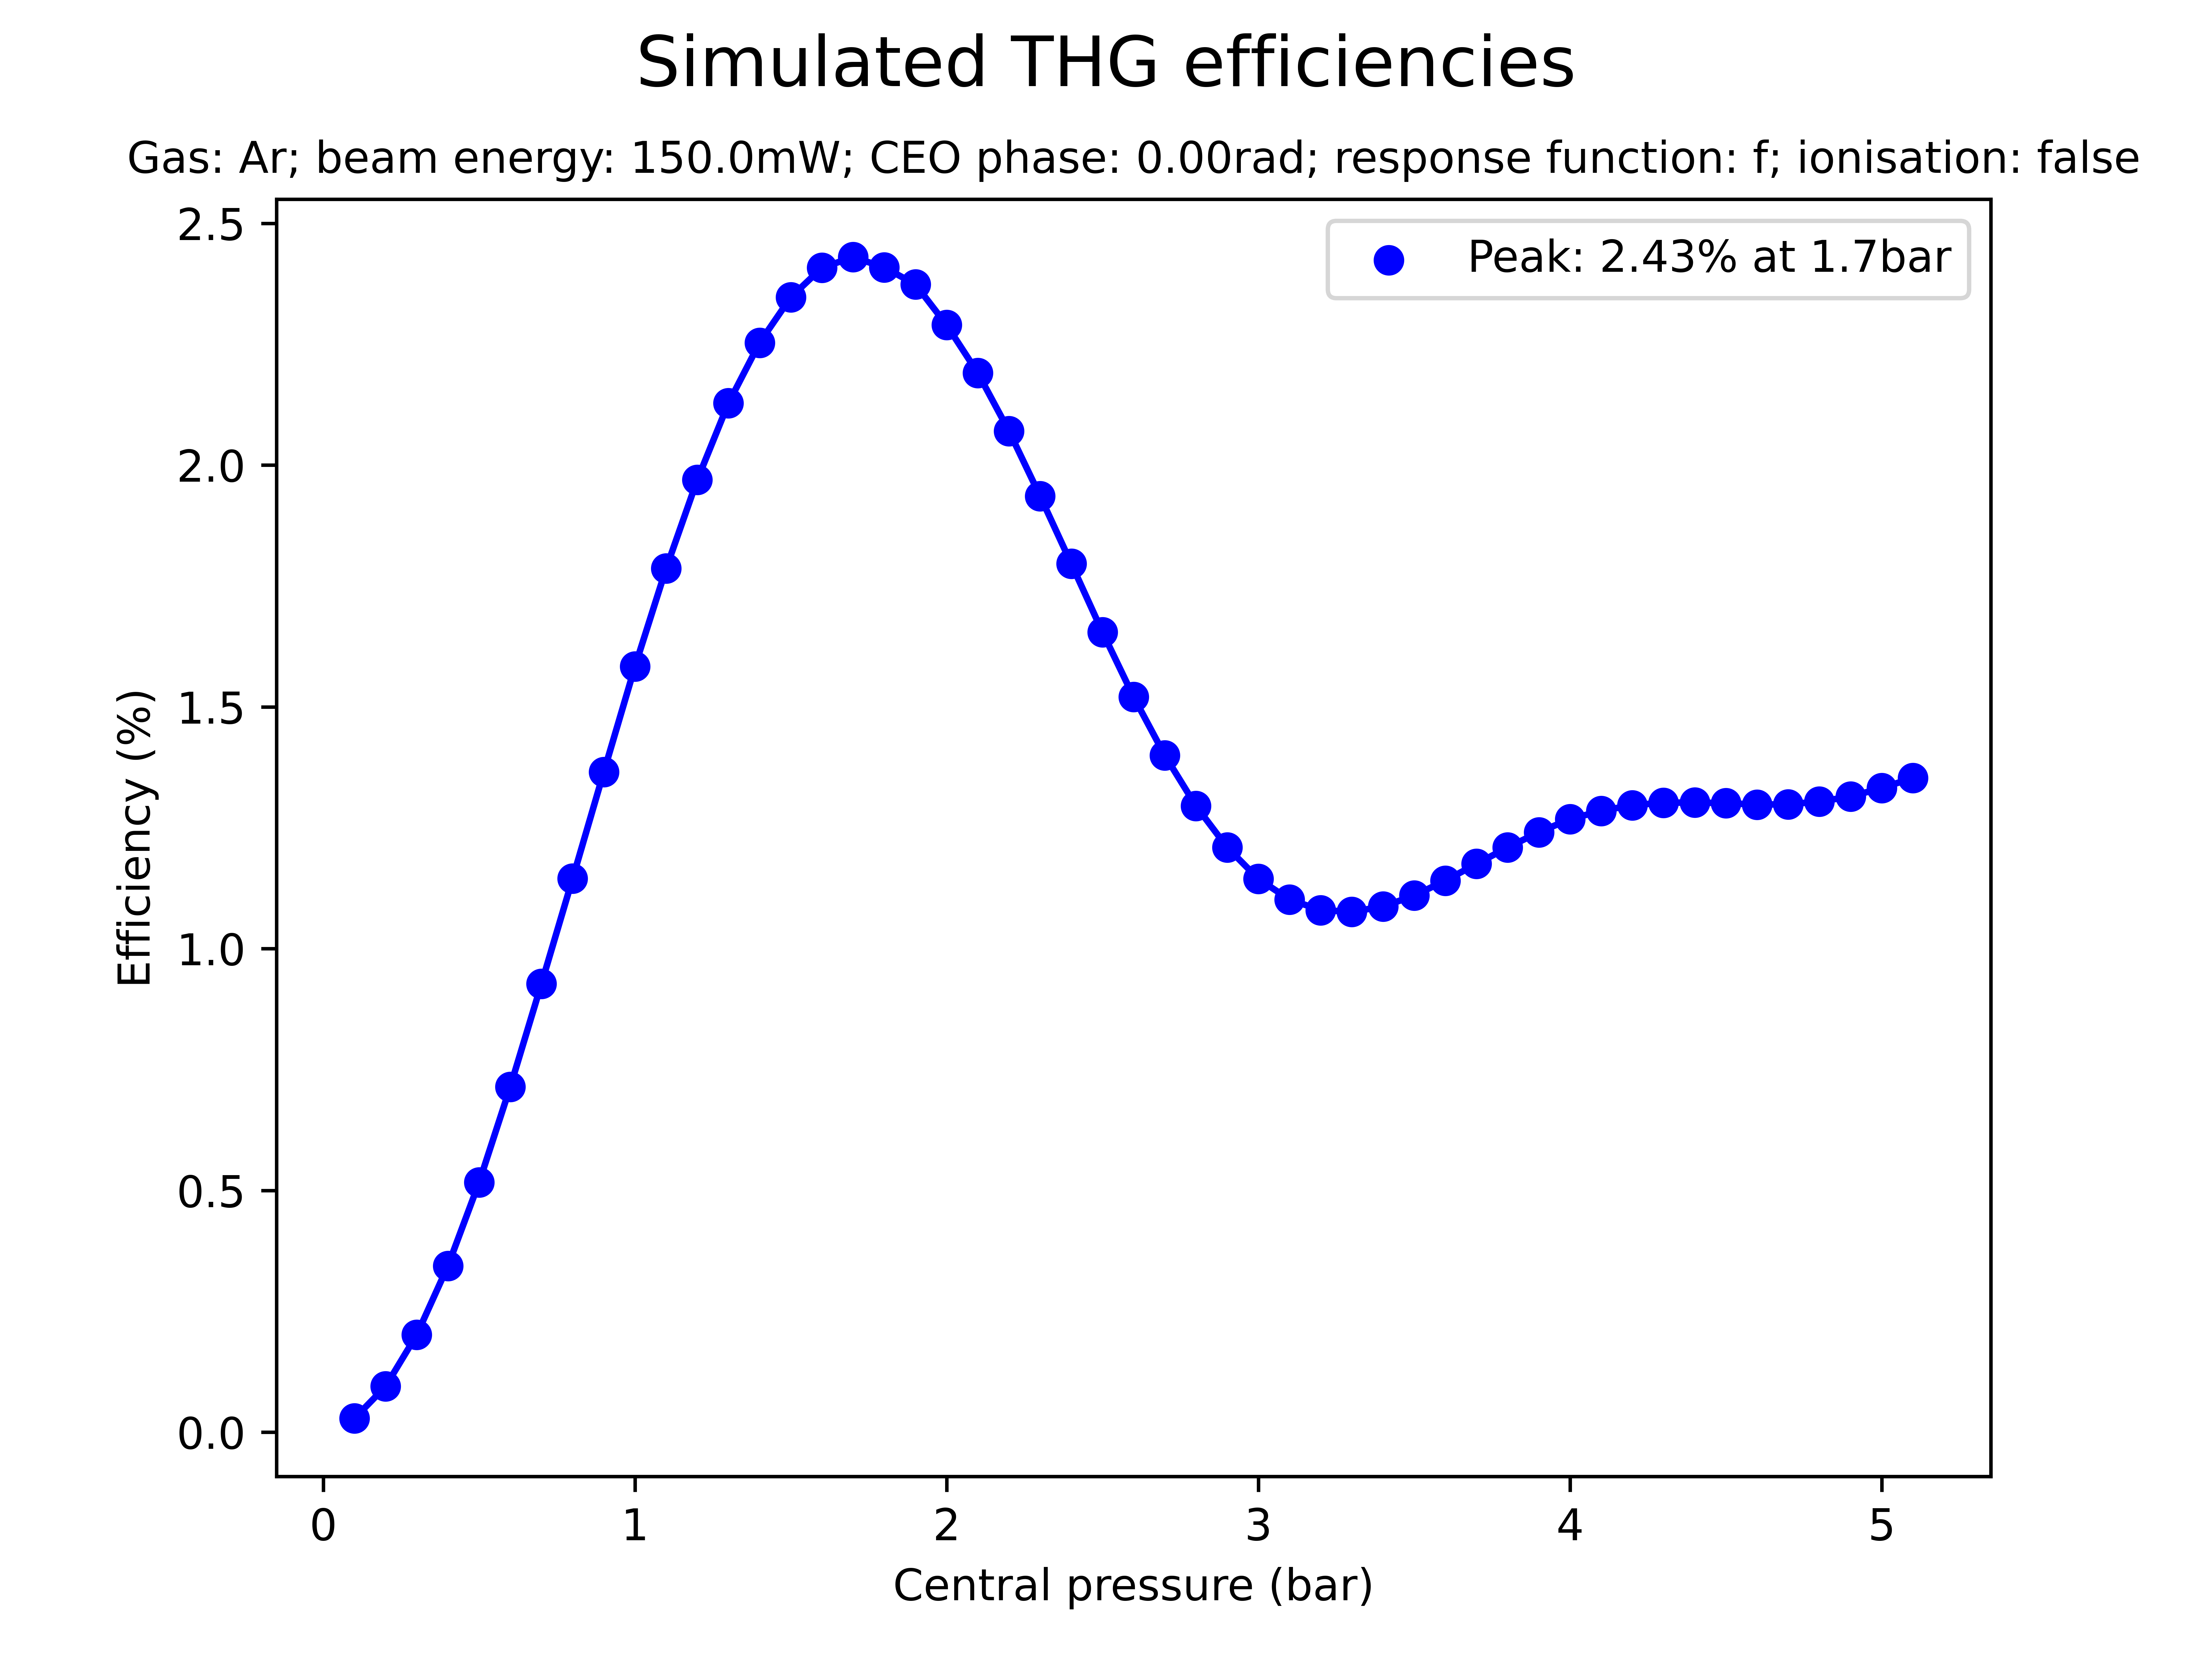 Simulated THG efficiencies
Gas: Ar; beam energy: 150.0mW; CEO phase: 0.00rad; response function: f; ionisation: false
Peak: 2.43% at 1.7bar
2.5
2.0
1.5
1.0
0.5
0.0
Efficiency (%)
0 1 2 3 4 5
Central pressure (bar)